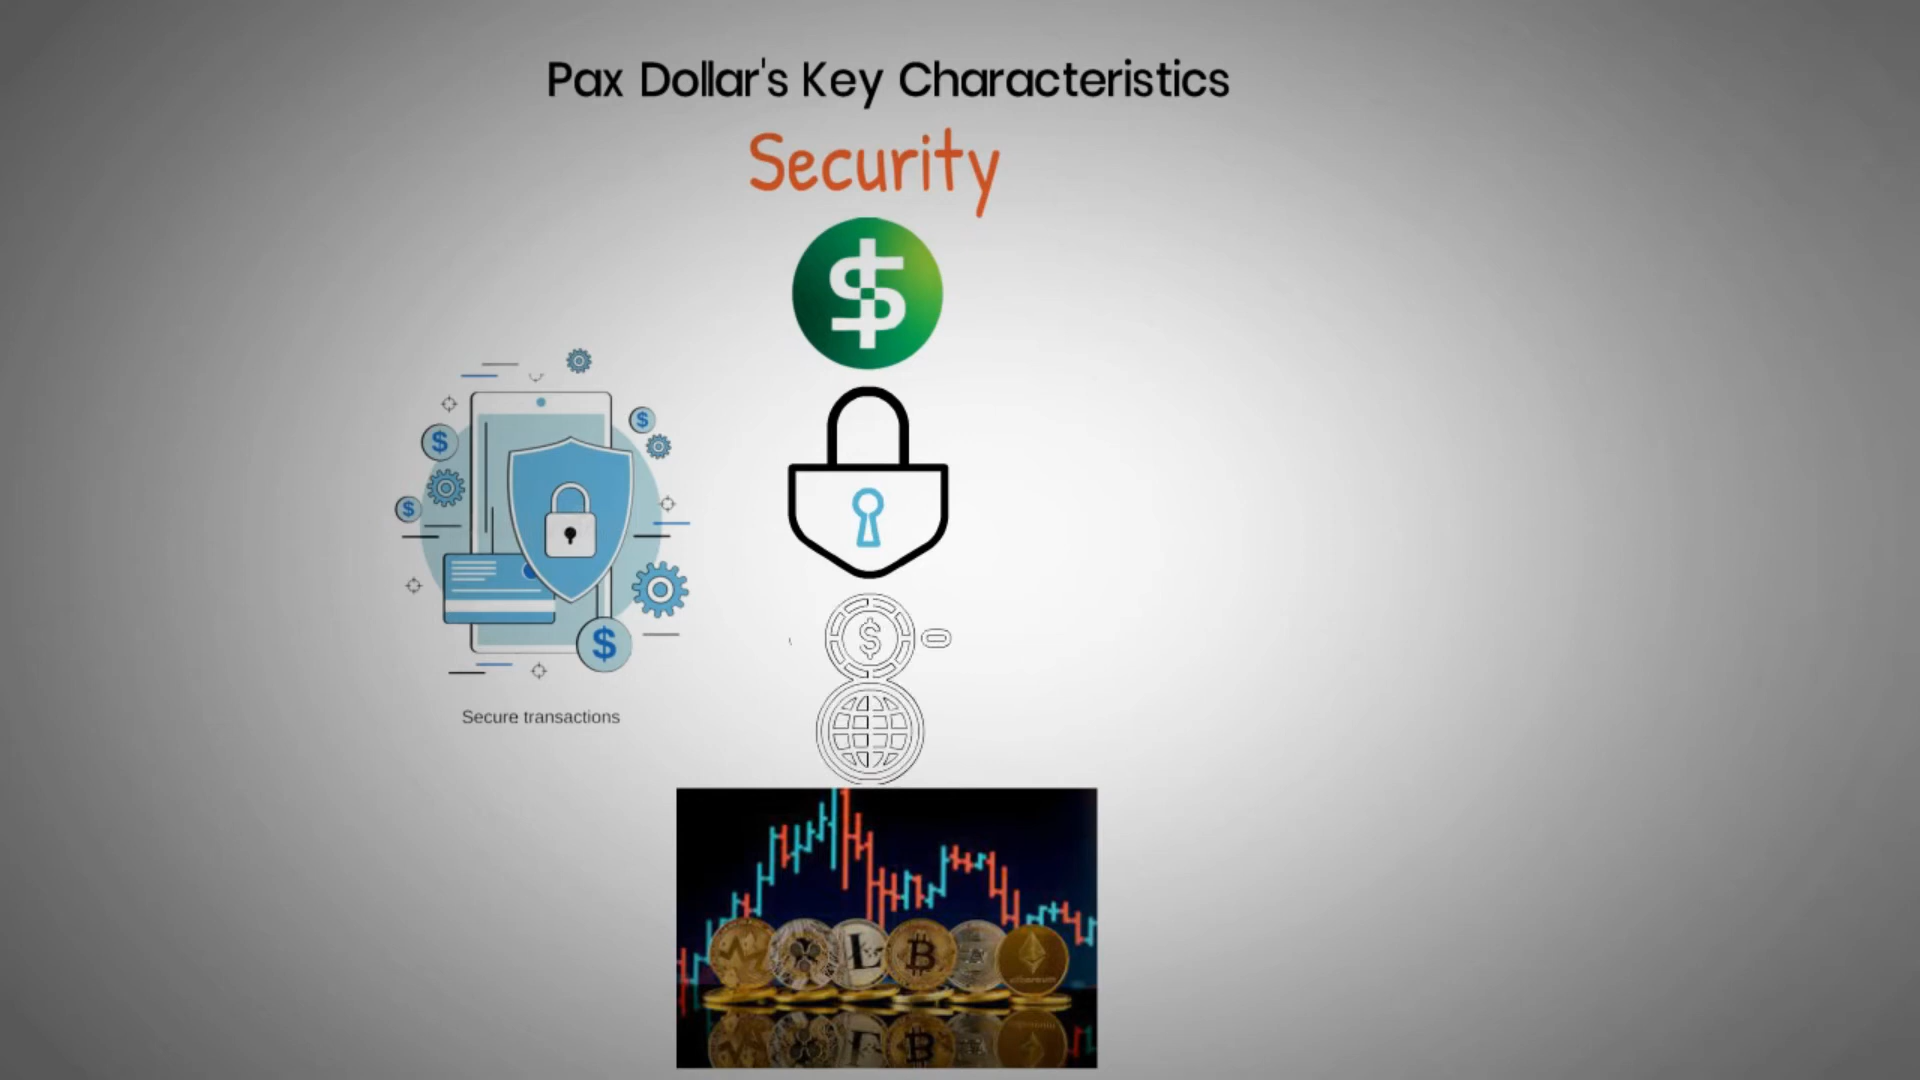 Pax Dollar's Key Characteristics
Security
Secure transactions